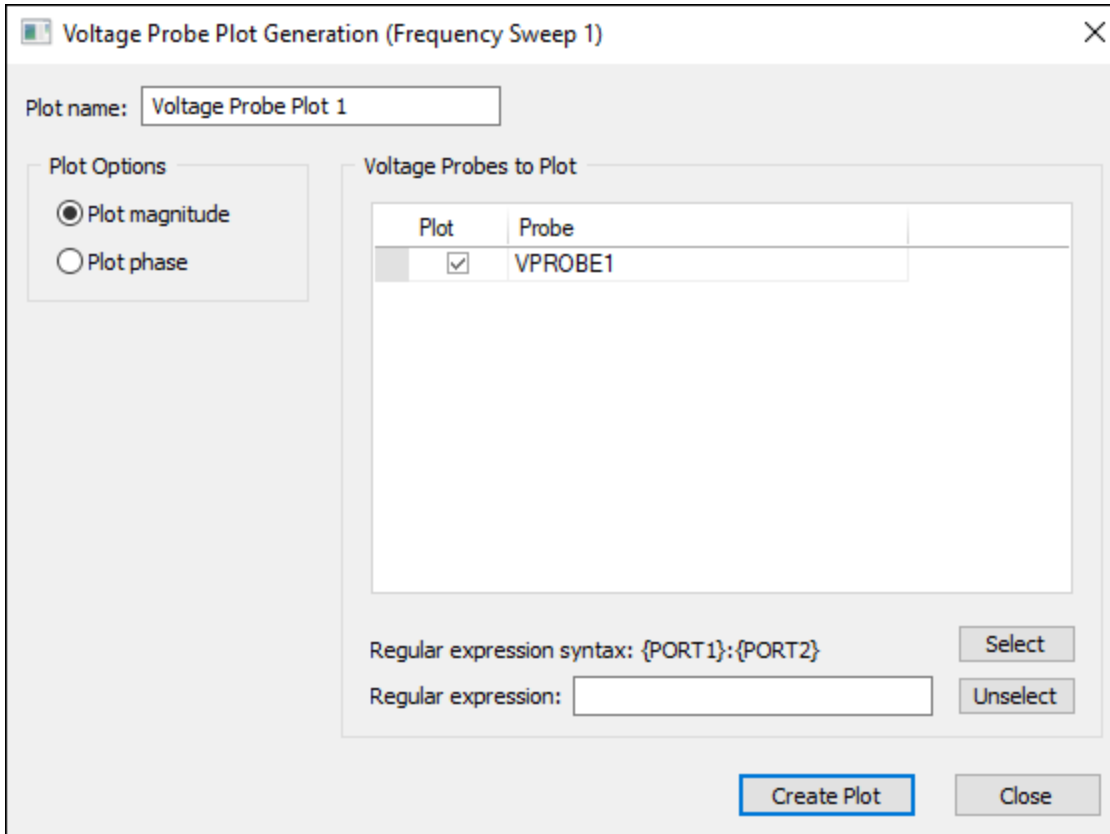 Voltage Probe Plot Generation (Frequency Sweep 1)
Plot name: Voltage Probe Plot 1
Plot Options
Plot magnitude
Plot phase
Voltage Probes to Plot
Plot Probe
VPROBE1
Regular expression syntax: {PORT1}:{PORT2}
Select
Regular expression:
Unselect
Create Plot
Close